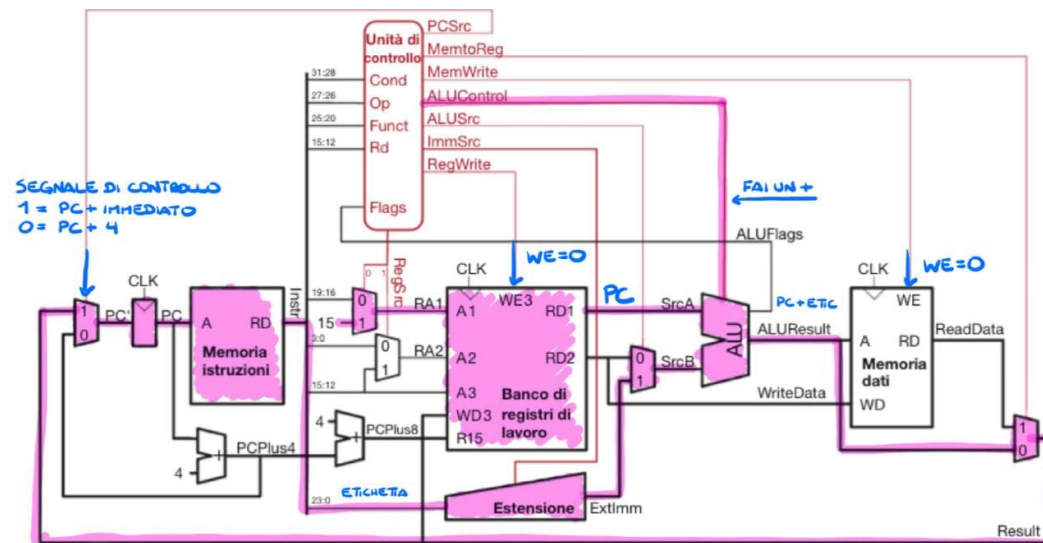 PCSrc
Unità di
controllo
MemtoReg
MemWrite
ALUControl
ALUSrc
ImmSrc
RegWrite
31:28
Cond
27:26
Op
25:20
Funct
15:12
Rd
Flags
SEGNALE DI CONTROLLO
1 = PC + IMMEDIATO
0 = PC + 4
FAI UN +
ALUFlags
WE=0
WE=0
CLK
CLK
CLK
RegSrc
0 1
1
0
PC'
PC
A
RD
Memoria
istruzioni
Instr
19:16
15
0
1
RA1
3:0
0
1
RA2
15:12
A1
A2
A3
WD3
R15
WE3
RD1
RD2
Banco di
registri di
lavoro
PC
SrcA
0
1
SrcB
ALU
PC+ETIC
ALUResult
WriteData
A
RD
WE
Memoria
dati
WD
ReadData
1
0
4
+
PCPlus4
4
+
PCPlus8
ETICHETTA
23:0
Estensione
ExtImm
Result